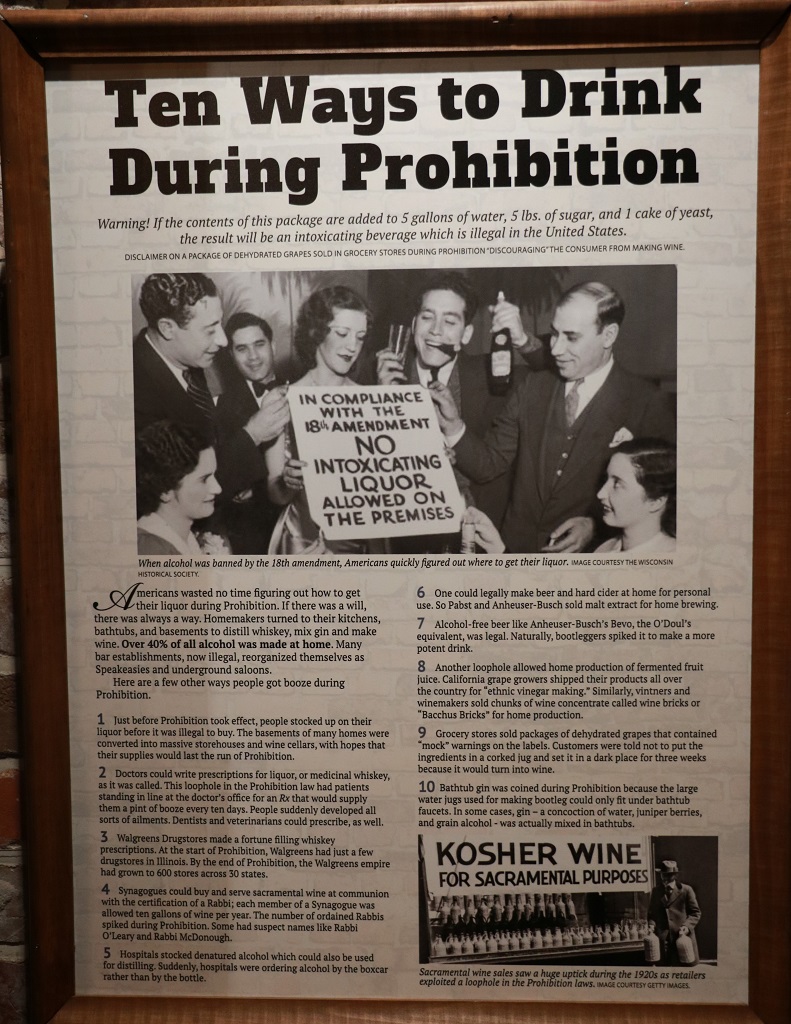 Ten Ways to Drink
During Prohibition
Warning! If the contents of this package are added to 5 gallons of water, 5 lbs. of sugar, and 1 cake of yeast,
the result will be an intoxicating beverage which is illegal in the United States.
DISCLAIMER ON A PACKAGE OF DEHYDRATED GRAPES SOLD IN GROCERY STORES DURING PROHIBITION "DISCOURAGING" THE CONSUMER FROM MAKING WINE.
IN COMPLIANCE
WITH THE
18th AMENDMENT
NO
INTOXICATING
LIQUOR
ALLOWED ON
THE PREMISES
When alcohol was banned by the 18th amendment, Americans quickly figured out where to get their liquor. IMAGE COURTESY THE WISCONSIN
HISTORICAL SOCIETY.
Americans wasted no time figuring out how to get
their liquor during Prohibition. If there was a will,
there was always a way. Homemakers turned to their kitchens,
bathtubs, and basements to distill whiskey, mix gin and make
wine. Over 40% of all alcohol was made at home. Many
bar establishments, now illegal, reorganized themselves as
Speakeasies and underground saloons.
Here are a few other ways people got booze during
Prohibition.
1 Just before Prohibition took effect, people stocked up on their
liquor before it was illegal to buy. The basements of many homes were
converted into massive storehouses and wine cellars, with hopes that
their supplies would last the run of Prohibition.
2 Doctors could write prescriptions for liquor, or medicinal whiskey,
as it was called. This loophole in the Prohibition law had patients
standing in line at the doctor's office for an Rx that would supply
them a pint of booze every ten days. People suddenly developed all
sorts of ailments. Dentists and veterinarians could prescribe, as well.
3 Walgreens Drugstores made a fortune filling whiskey
prescriptions. At the start of Prohibition, Walgreens had just a few
drugstores in Illinois. By the end of Prohibition, the Walgreens empire
had grown to 600 stores across 30 states.
4 Synagogues could buy and serve sacramental wine at communion
with the certification of a Rabbi; each member of a Synagogue was
allowed ten gallons of wine per year. The number of ordained Rabbis
spiked during Prohibition. Some had suspect names like Rabbi
O'Leary and Rabbi McDonough.
5 Hospitals stocked denatured alcohol which could also be used
for distilling. Suddenly, hospitals were ordering alcohol by the boxcar
rather than by the bottle.
6 One could legally make beer and hard cider at home for personal
use. So Pabst and Anheuser-Busch sold malt extract for home brewing.
7 Alcohol-free beer like Anheuser-Busch's Bevo, the O'Doul's
equivalent, was legal. Naturally, bootleggers spiked it to make a more
potent drink.
8 Another loophole allowed home production of fermented fruit
juice. California grape growers shipped their products all over
the country for "ethnic vinegar making." Similarly, vintners and
winemakers sold chunks of wine concentrate called wine bricks or
"Bacchus Bricks" for home production.
9 Grocery stores sold packages of dehydrated grapes that contained
"mock" warnings on the labels. Customers were told not to put the
ingredients in a corked jug and set it in a dark place for three weeks
because it would turn into wine.
10 Bathtub gin was coined during Prohibition because the large
water jugs used for making bootleg could only fit under bathtub
faucets. In some cases, gin – a concoction of water, juniper berries,
and grain alcohol - was actually mixed in bathtubs.
KOSHER WINE
FOR SACRAMENTAL PURPOSES
Sacramental wine sales saw a huge uptick during the 1920s as retailers
exploited a loophole in the Prohibition laws. IMAGE COURTESY GETTY IMAGES.